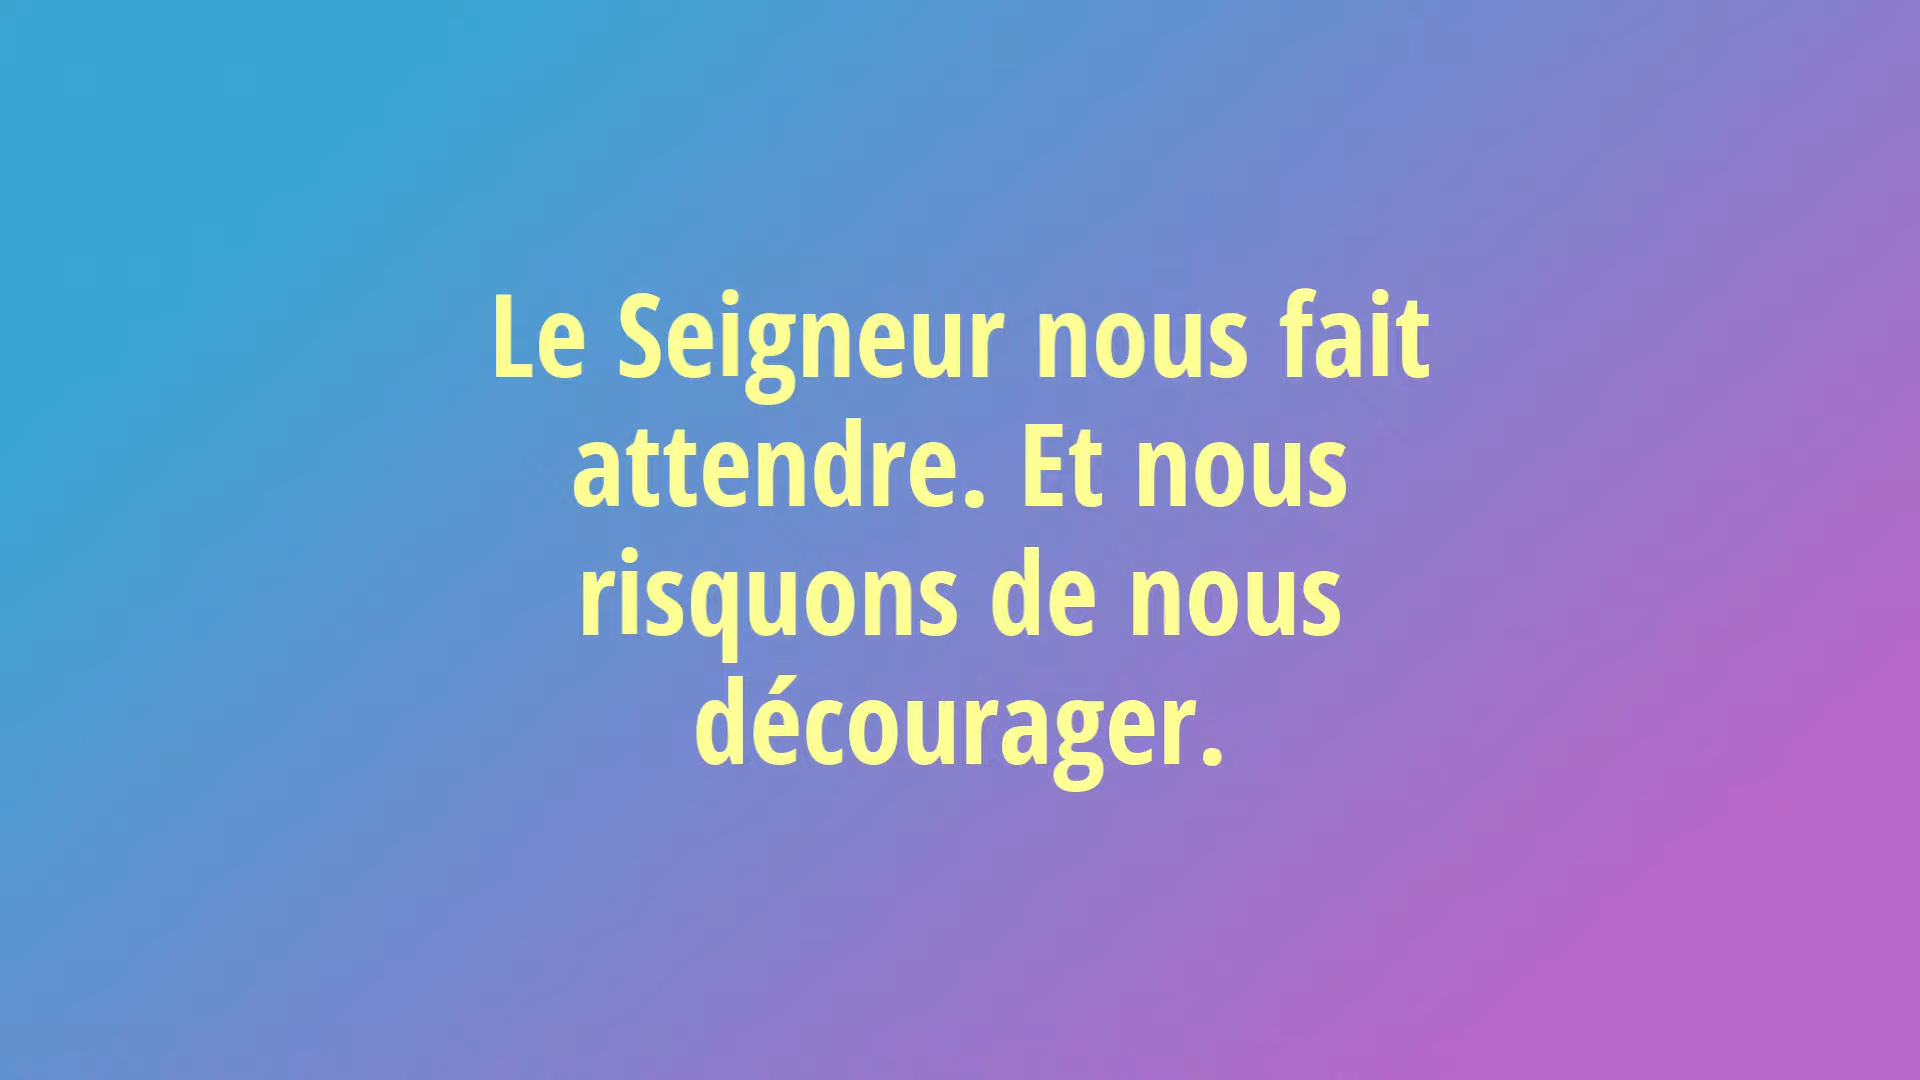 Le Seigneur nous fait
attendre. Et nous
risquons de nous
décourager.